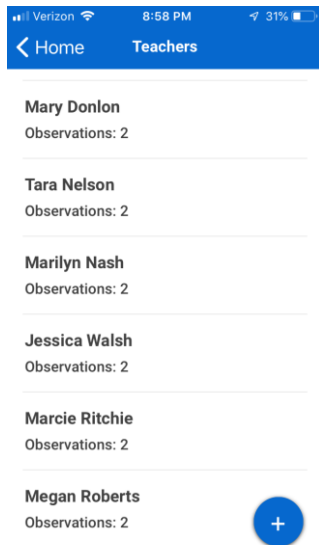 Verizon 8:58 PM 31%
Home Teachers
Mary Donlon
Observations: 2
Tara Nelson
Observations: 2
Marilyn Nash
Observations: 2
Jessica Walsh
Observations: 2
Marcie Ritchie
Observations: 2
Megan Roberts
Observations: 2
+